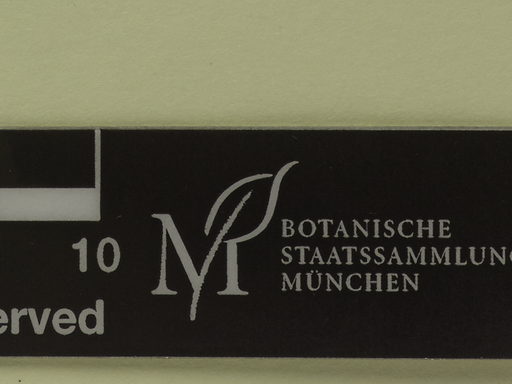 BOTANISCHE
STAATSSAMMLUNG
MÜNCHEN
10
erved